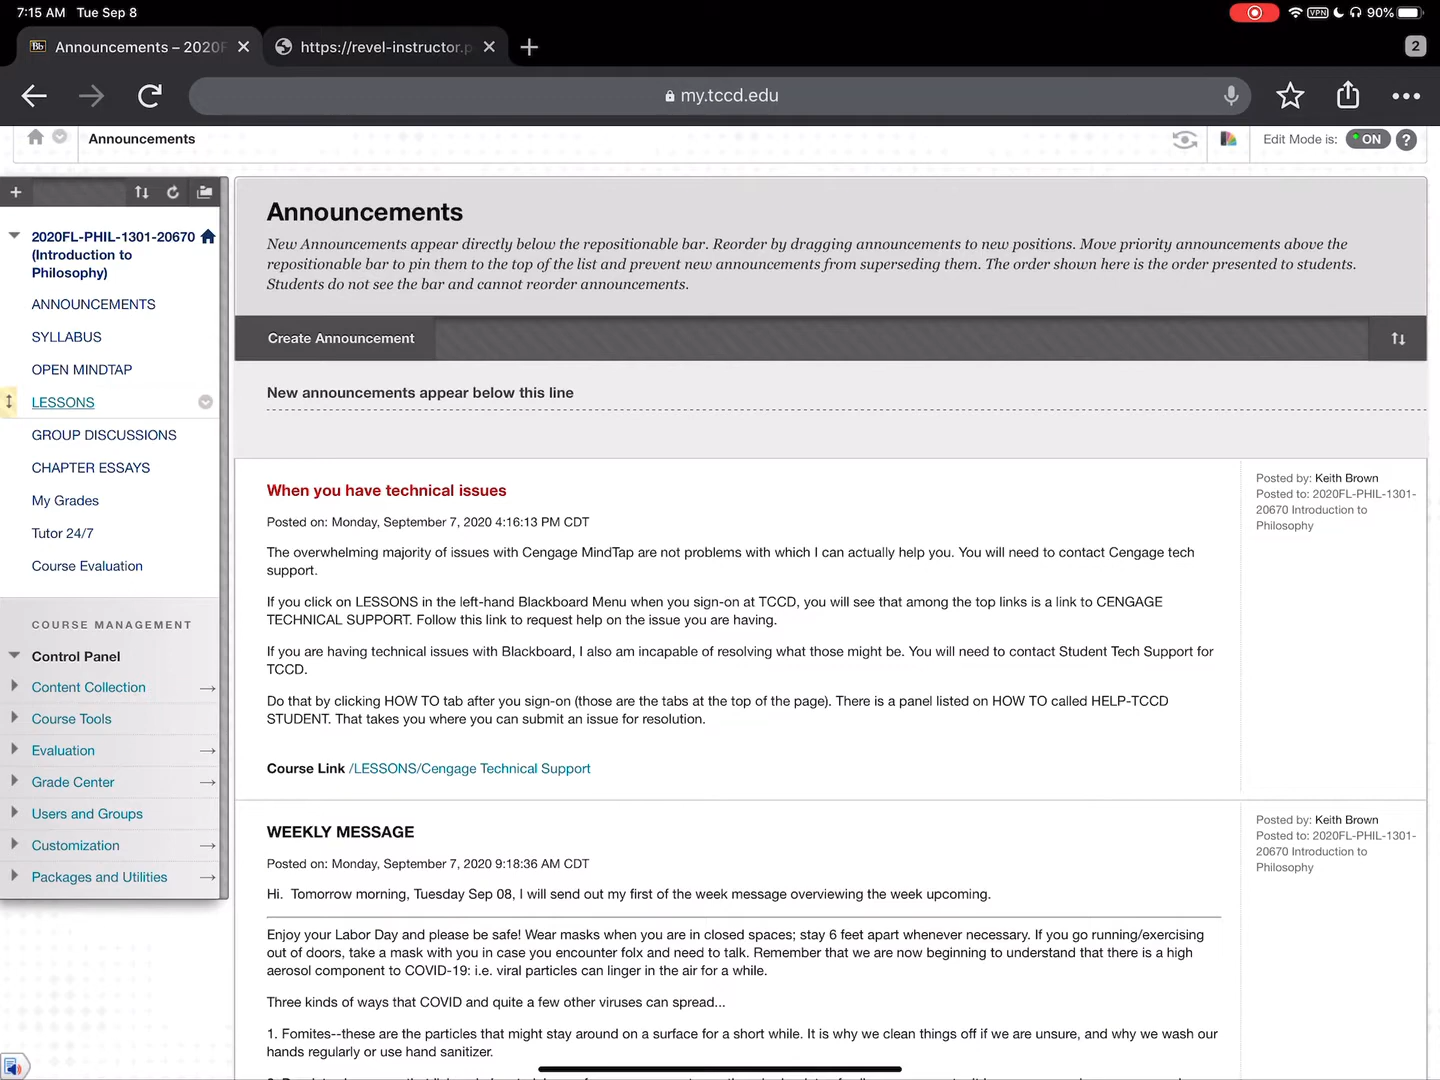 7:15 AM Tue Sep 8
VPN 90%
Bb Announcements – 2020F
https://revel-instructor.p
2
my.tccd.edu
Announcements
Edit Mode is: ON ?
2020FL-PHIL-1301-20670
(Introduction to
Philosophy)
ANNOUNCEMENTS
SYLLABUS
OPEN MINDTAP
LESSONS
GROUP DISCUSSIONS
CHAPTER ESSAYS
My Grades
Tutor 24/7
Course Evaluation
COURSE MANAGEMENT
Control Panel
Content Collection
Course Tools
Evaluation
Grade Center
Users and Groups
Customization
Packages and Utilities
Announcements
New Announcements appear directly below the repositionable bar. Reorder by dragging announcements to new positions. Move priority announcements above the
repositionable bar to pin them to the top of the list and prevent new announcements from superseding them. The order shown here is the order presented to students.
Students do not see the bar and cannot reorder announcements.
Create Announcement
New announcements appear below this line
When you have technical issues
Posted on: Monday, September 7, 2020 4:16:13 PM CDT
The overwhelming majority of issues with Cengage MindTap are not problems with which I can actually help you. You will need to contact Cengage tech
support.
If you click on LESSONS in the left-hand Blackboard Menu when you sign-on at TCCD, you will see that among the top links is a link to CENGAGE
TECHNICAL SUPPORT. Follow this link to request help on the issue you are having.
If you are having technical issues with Blackboard, I also am incapable of resolving what those might be. You will need to contact Student Tech Support for
TCCD.
Do that by clicking HOW TO tab after you sign-on (those are the tabs at the top of the page). There is a panel listed on HOW TO called HELP-TCCD
STUDENT. That takes you where you can submit an issue for resolution.
Course Link /LESSONS/Cengage Technical Support
Posted by: Keith Brown
Posted to: 2020FL-PHIL-1301-
20670 Introduction to
Philosophy
WEEKLY MESSAGE
Posted on: Monday, September 7, 2020 9:18:36 AM CDT
Hi. Tomorrow morning, Tuesday Sep 08, I will send out my first of the week message overviewing the week upcoming.
Enjoy your Labor Day and please be safe! Wear masks when you are in closed spaces; stay 6 feet apart whenever necessary. If you go running/exercising
out of doors, take a mask with you in case you encounter folx and need to talk. Remember that we are now beginning to understand that there is a high
aerosol component to COVID-19: i.e. viral particles can linger in the air for a while.
Three kinds of ways that COVID and quite a few other viruses can spread...
1. Fomites--these are the particles that might stay around on a surface for a short while. It is why we clean things off if we are unsure, and why we wash our
hands regularly or use hand sanitizer.
Posted by: Keith Brown
Posted to: 2020FL-PHIL-1301-
20670 Introduction to
Philosophy